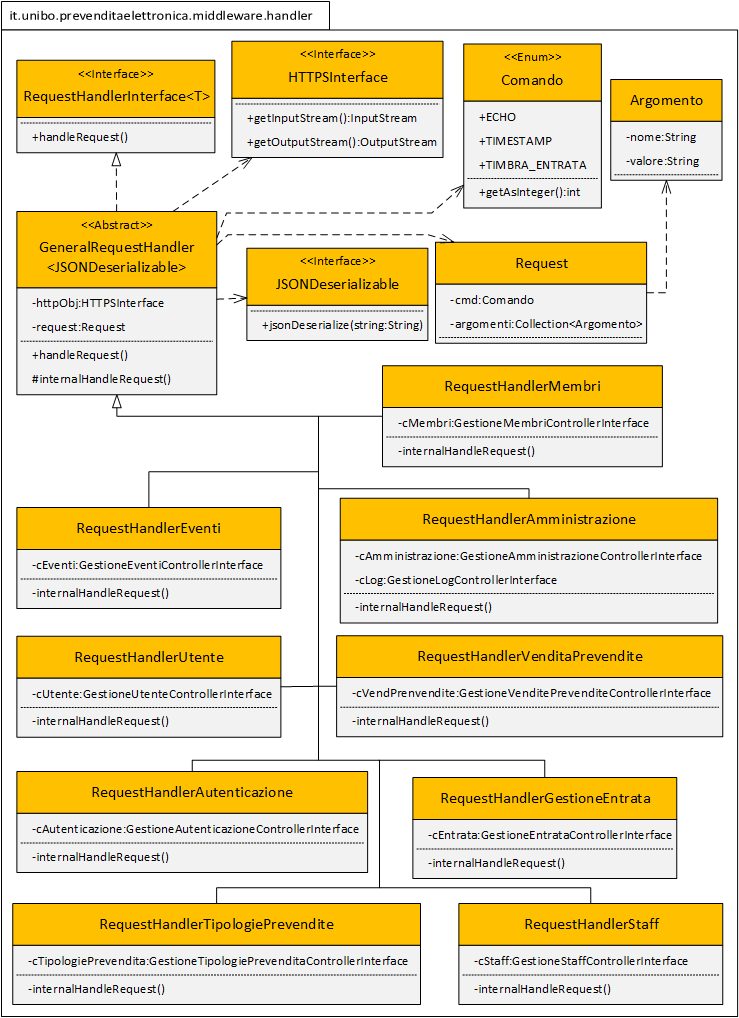 it.unibo.prevenditaelettronica.middleware.handler
<<Interface>>
RequestHandlerInterface<T>
+handleRequest()
<<Interface>>
HTTPSInterface
+getInputStream():InputStream
+getOutputStream():OutputStream
<<Enum>>
Comando
+ECHO
+TIMESTAMP
+TIMBRA_ENTRATA
+getAsInteger():int
Argomento
-nome:String
-valore:String
<<Abstract>>
GeneralRequestHandler
<JSONDeserializable>
-httpObj:HTTPSInterface
-request:Request
+handleRequest()
#internalHandleRequest()
<<Interface>>
JSONDeserializable
+jsonDeserialize(string:String)
Request
-cmd:Comando
-argomenti:Collection<Argomento>
RequestHandlerMembri
-cMembri:GestioneMembriControllerInterface
-internalHandleRequest()
RequestHandlerEventi
-cEventi:GestioneEventiControllerInterface
-internalHandleRequest()
RequestHandlerAmministrazione
-cAmministrazione:GestioneAmministrazioneControllerInterface
-cLog:GestioneLogControllerInterface
-internalHandleRequest()
RequestHandlerUtente
-cUtente:GestioneUtenteControllerInterface
-internalHandleRequest()
RequestHandlerVenditaPrevendite
-cVendPrenvendite:GestioneVenditePrevenditeControllerInterface
-internalHandleRequest()
RequestHandlerAutenticazione
-cAutenticazione:GestioneAutenticazioneControllerInterface
-internalHandleRequest()
RequestHandlerGestioneEntrata
-cEntrata:GestioneEntrataControllerInterface
-internalHandleRequest()
RequestHandlerTipologiePrevendite
-cTipologiePrevendita:GestioneTipologiePrevenditaControllerInterface
-internalHandleRequest()
RequestHandlerStaff
-cStaff:GestioneStaffControllerInterface
-internalHandleRequest()